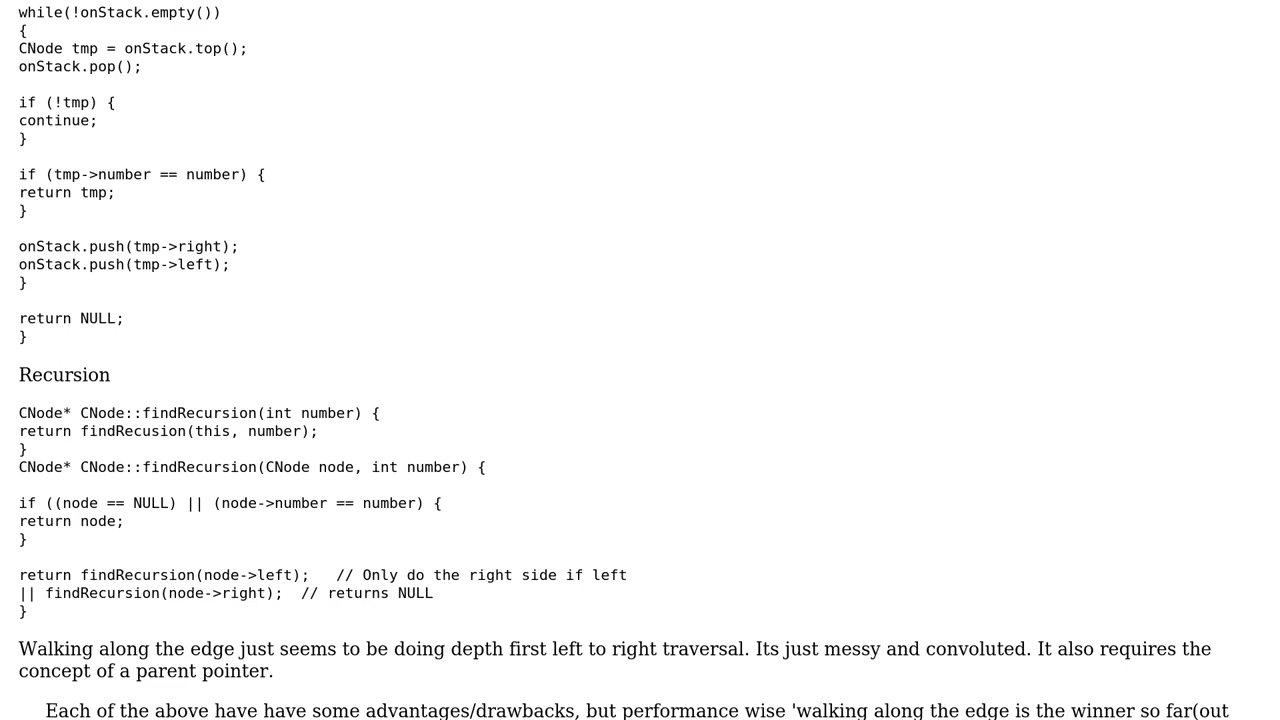 while(!onStack.empty())
{
CNode tmp = onStack.top();
onStack.pop();

if (!tmp) {
continue;
}

if (tmp->number == number) {
return tmp;
}

onStack.push(tmp->right);
onStack.push(tmp->left);
}

return NULL;
}

Recursion

CNode* CNode::findRecursion(int number) {
return findRecusion(this, number);
}
CNode* CNode::findRecursion(CNode node, int number) {

if ((node == NULL) || (node->number == number) {
return node;
}

return findRecursion(node->left);   // Only do the right side if left
|| findRecursion(node->right);  // returns NULL
}

Walking along the edge just seems to be doing depth first left to right traversal. Its just messy and convoluted. It also requires the
concept of a parent pointer.

Each of the above have have some advantages/drawbacks, but performance wise 'walking along the edge is the winner so far(out